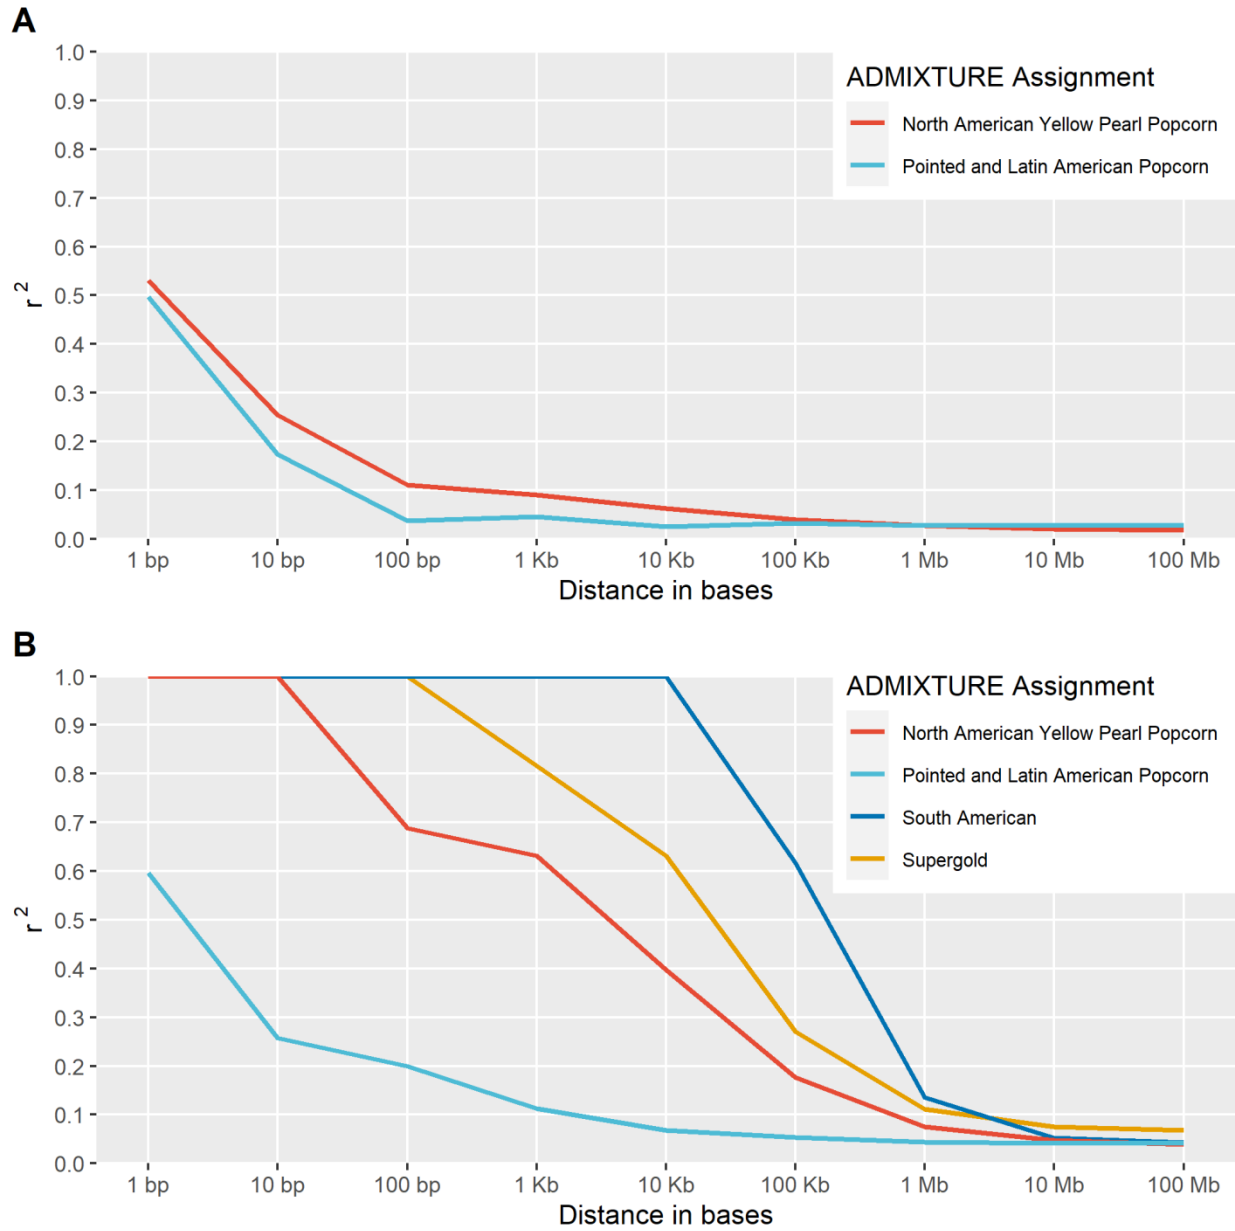 A
1.0
0.9
0.8
0.7
0.6
0.5
0.4
0.3
0.2
0.1
0.0
r 2
ADMIXTURE Assignment
North American Yellow Pearl Popcorn
Pointed and Latin American Popcorn
1 bp 10 bp 100 bp 1 Kb 10 Kb 100 Kb 1 Mb 10 Mb 100 Mb
Distance in bases
B
1.0
0.9
0.8
0.7
0.6
0.5
0.4
0.3
0.2
0.1
0.0
r 2
ADMIXTURE Assignment
North American Yellow Pearl Popcorn
Pointed and Latin American Popcorn
South American
Supergold
1 bp 10 bp 100 bp 1 Kb 10 Kb 100 Kb 1 Mb 10 Mb 100 Mb
Distance in bases